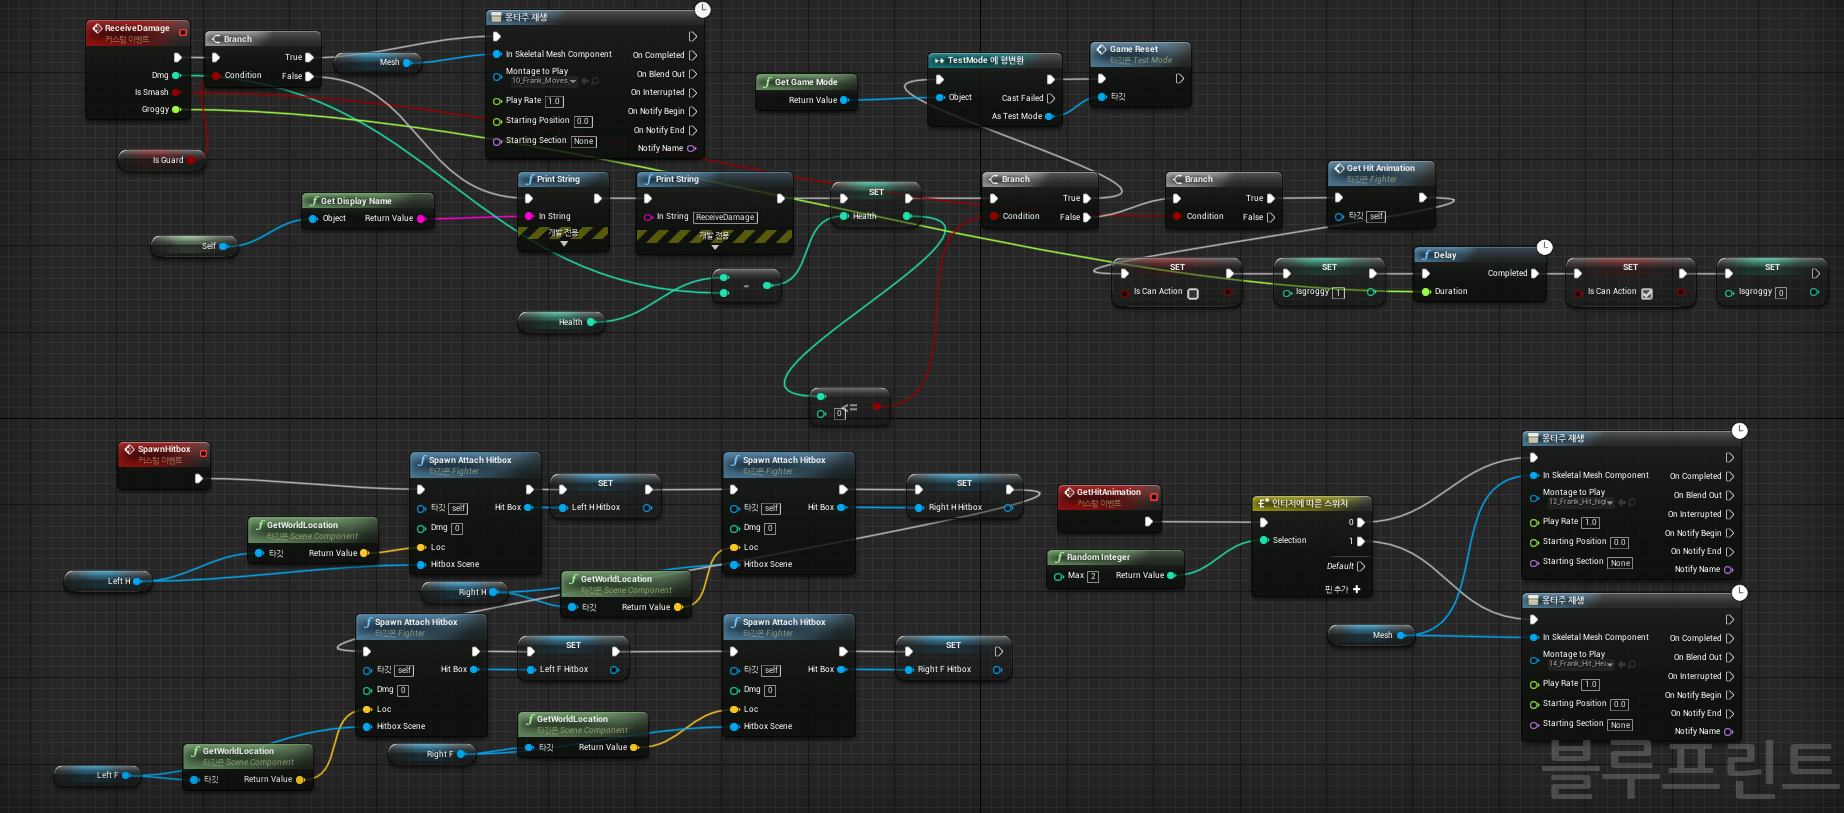 ReceiveDamage
커스텀 이벤트
Dmg
Is Smash
Groggy
Is Guard
Branch
Condition
True
False
Mesh
몽타주 재생
In Skeletal Mesh Component
Montage to Play
10_Frank_Moves
Play Rate 1.0
Starting Position 0.0
Starting Section None
On Completed
On Blend Out
On Interrupted
On Notify Begin
On Notify End
Notify Name
Get Game Mode
Return Value
TestMode 에 형변환
Object
Cast Failed
As Test Mode
Game Reset
타깃은 Test Mode
타깃
Self
Get Display Name
Object
Return Value
Print String
In String
개발 전용
Print String
In String ReceiveDamage
개발 전용
SET
Health
Health
-
<=
0
Branch
Condition
True
False
Branch
Condition
True
False
Get Hit Animation
타깃은 Fighter
타깃 self
SET
Is Can Action
SET
Isgroggy 1
Delay
Completed
Duration
SET
Is Can Action
SET
Isgroggy 0
SpawnHitbox
커스텀 이벤트
Left H
GetWorldLocation
타깃은 Scene Component
타깃
Return Value
Spawn Attach Hitbox
타깃은 Fighter
타깃 self
Hit Box
Dmg 0
Loc
Hitbox Scene
SET
Left H Hitbox
Right H
GetWorldLocation
타깃은 Scene Component
타깃
Return Value
Spawn Attach Hitbox
타깃은 Fighter
타깃 self
Hit Box
Dmg 0
Loc
Hitbox Scene
SET
Right H Hitbox
Left F
GetWorldLocation
타깃은 Scene Component
타깃
Return Value
Spawn Attach Hitbox
타깃은 Fighter
타깃 self
Hit Box
Dmg 0
Loc
Hitbox Scene
SET
Left F Hitbox
Right F
GetWorldLocation
타깃은 Scene Component
타깃
Return Value
Spawn Attach Hitbox
타깃은 Fighter
타깃 self
Hit Box
Dmg 0
Loc
Hitbox Scene
SET
Right F Hitbox
GetHitAnimation
커스텀 이벤트
Random Integer
Max 2
Return Value
인티저에 따른 스위치
Selection
0
1
Default
핀 추가
Mesh
몽타주 재생
In Skeletal Mesh Component
Montage to Play
12_Frank_Hit_
Play Rate 1.0
Starting Position 0.0
Starting Section None
On Completed
On Blend Out
On Interrupted
On Notify Begin
On Notify End
Notify Name
몽타주 재생
In Skeletal Mesh Component
Montage to Play
14_Frank_Hit_
Play Rate 1.0
Starting Position 0.0
Starting Section None
On Completed
On Blend Out
On Interrupted
On Notify Begin
On Notify End
Notify Name
블루프린트